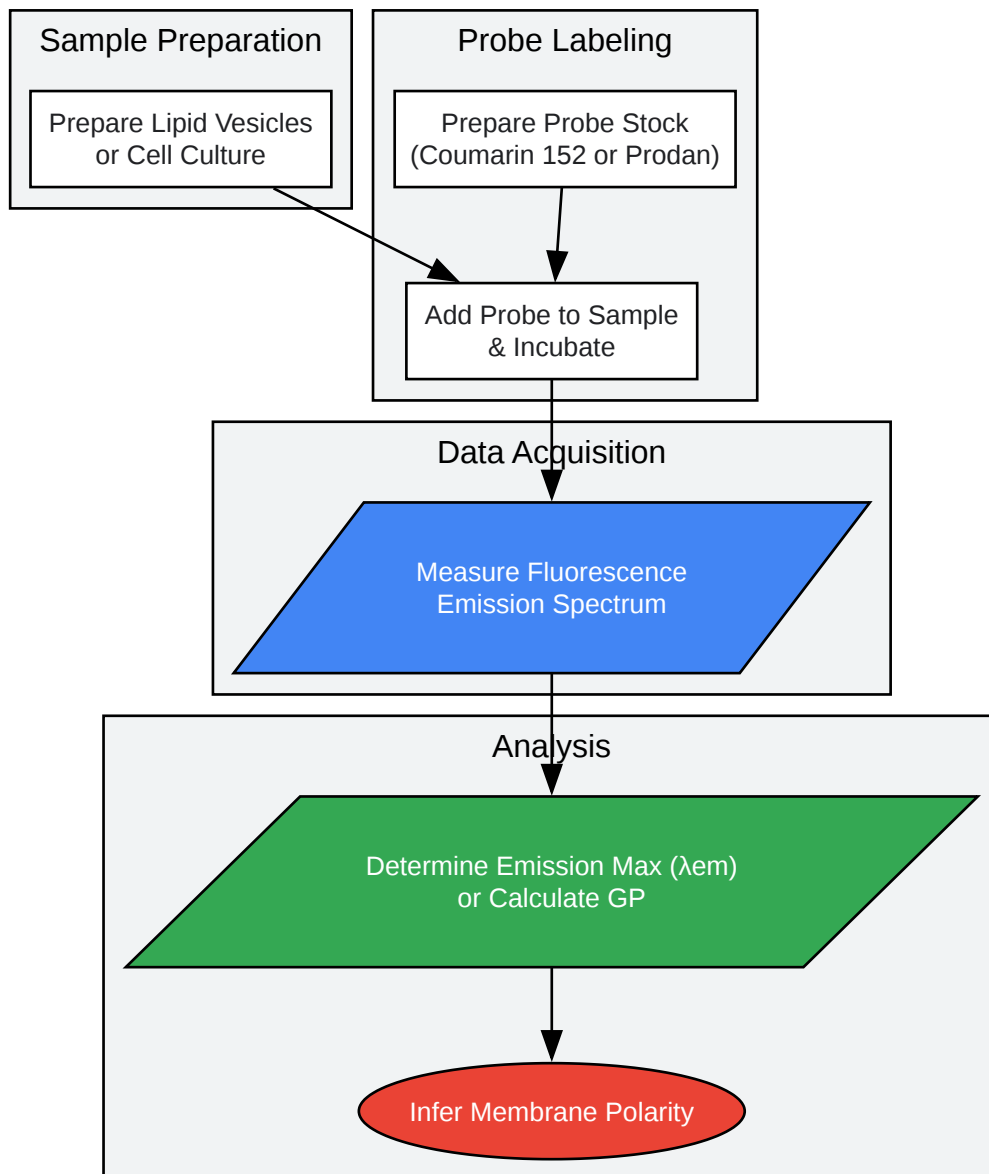 Sample Preparation
Prepare Lipid Vesicles
or Cell Culture
Probe Labeling
Prepare Probe Stock
(Coumarin 152 or Prodan)
Add Probe to Sample
& Incubate
Data Acquisition
Measure Fluorescence
Emission Spectrum
Analysis
Determine Emission Max (λem)
or Calculate GP
Infer Membrane Polarity